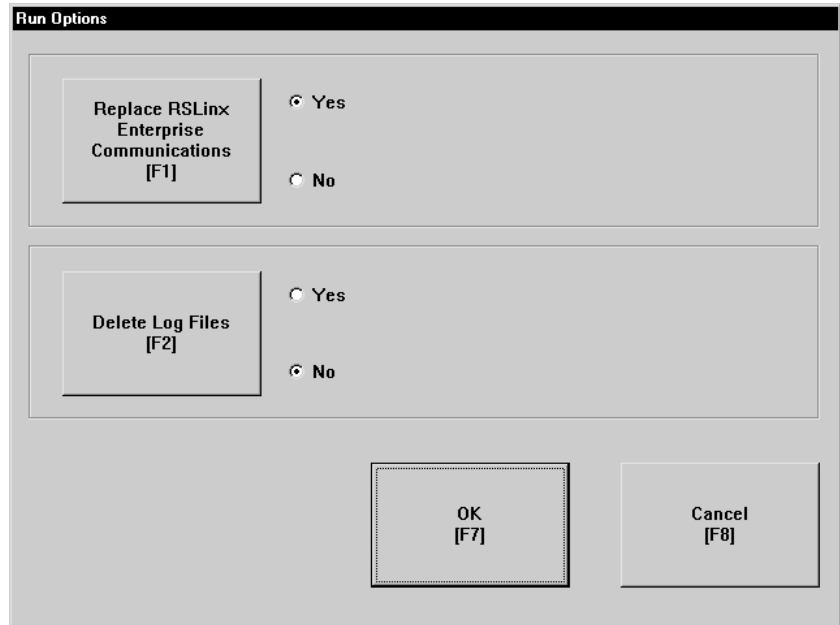 Run Options
Replace RSLinx
Enterprise
Communications
[F1]
Yes
No
Delete Log Files
[F2]
Yes
No
OK
[F7]
Cancel
[F8]